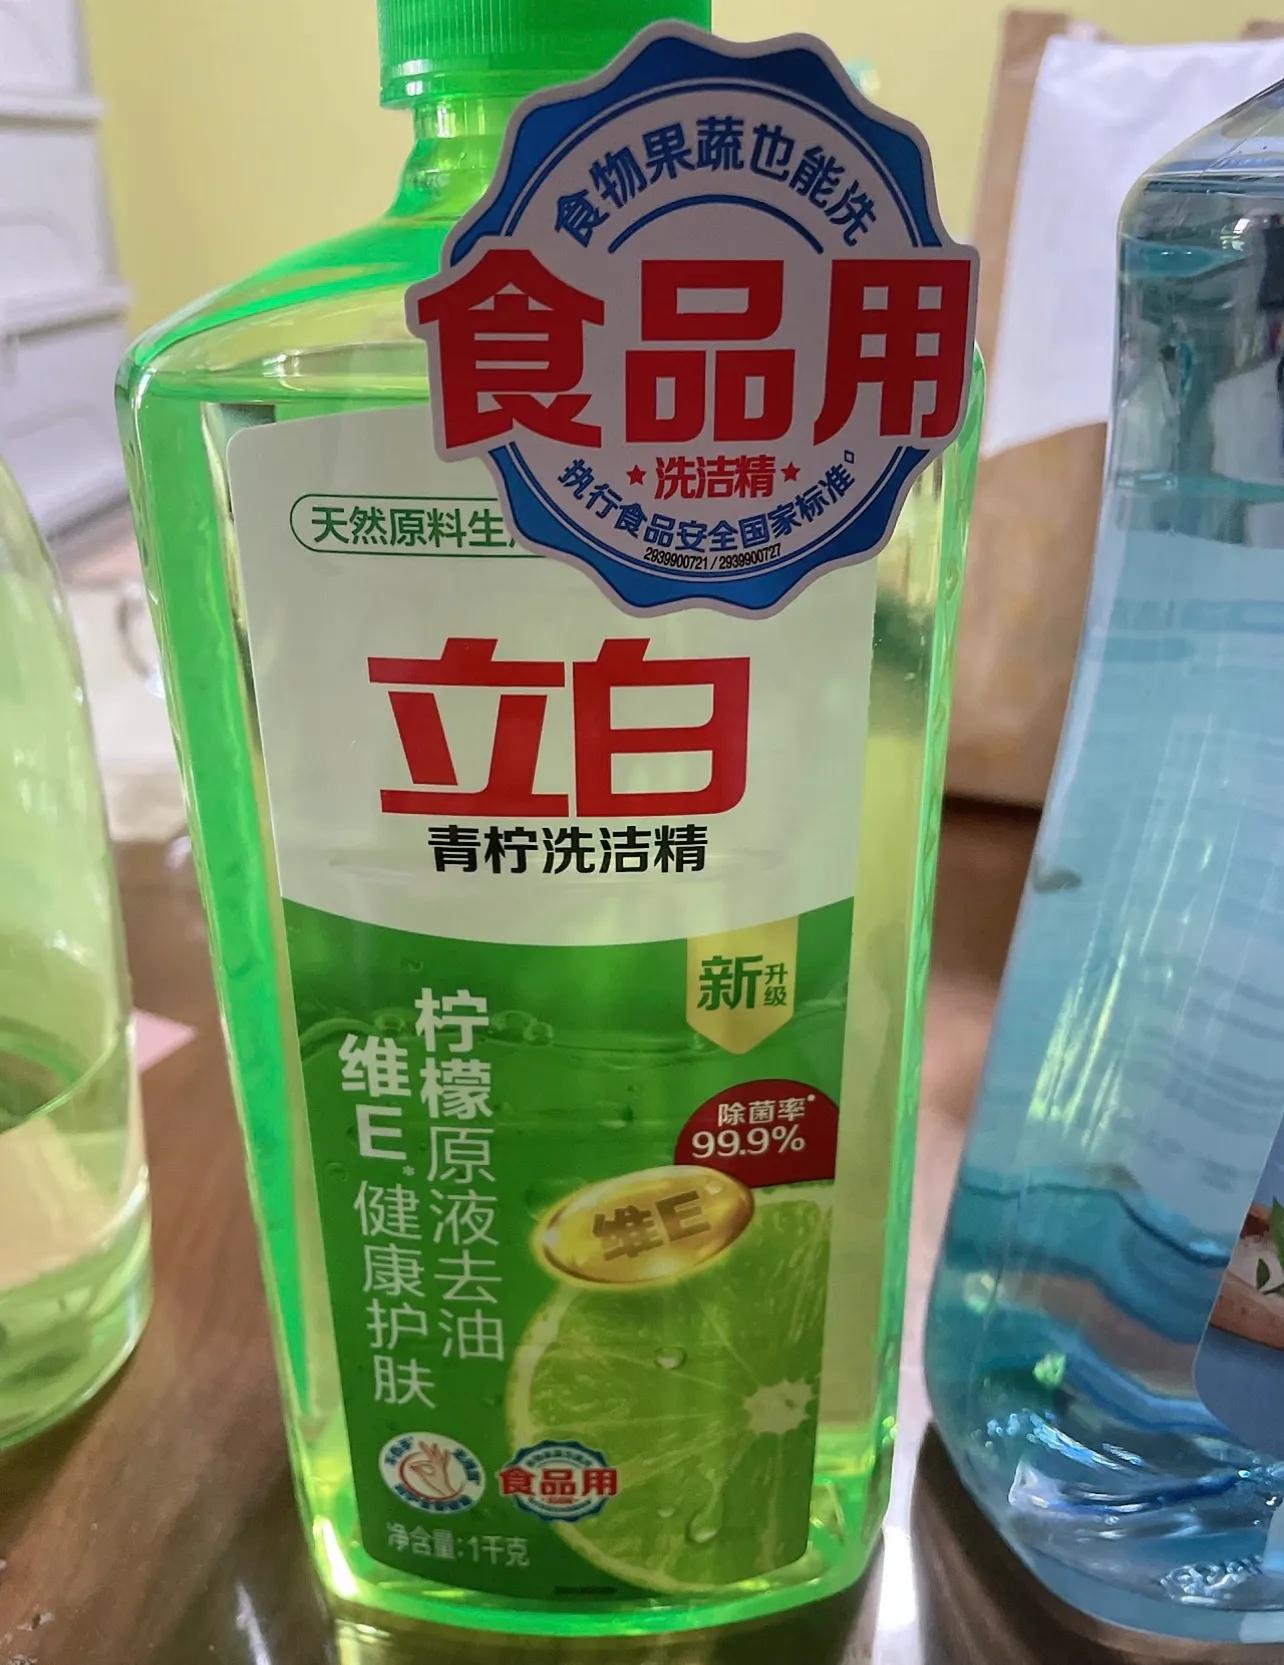 食物果蔬也能洗
食品用
洗洁精
执行食品安全国家标准
2939900721/2939900727
天然原料生
立白
青柠洗洁精
新升级
柠檬原液去油
维E*健康护肤
除菌率*
99.9%
维E
食品用
净含量:1千克